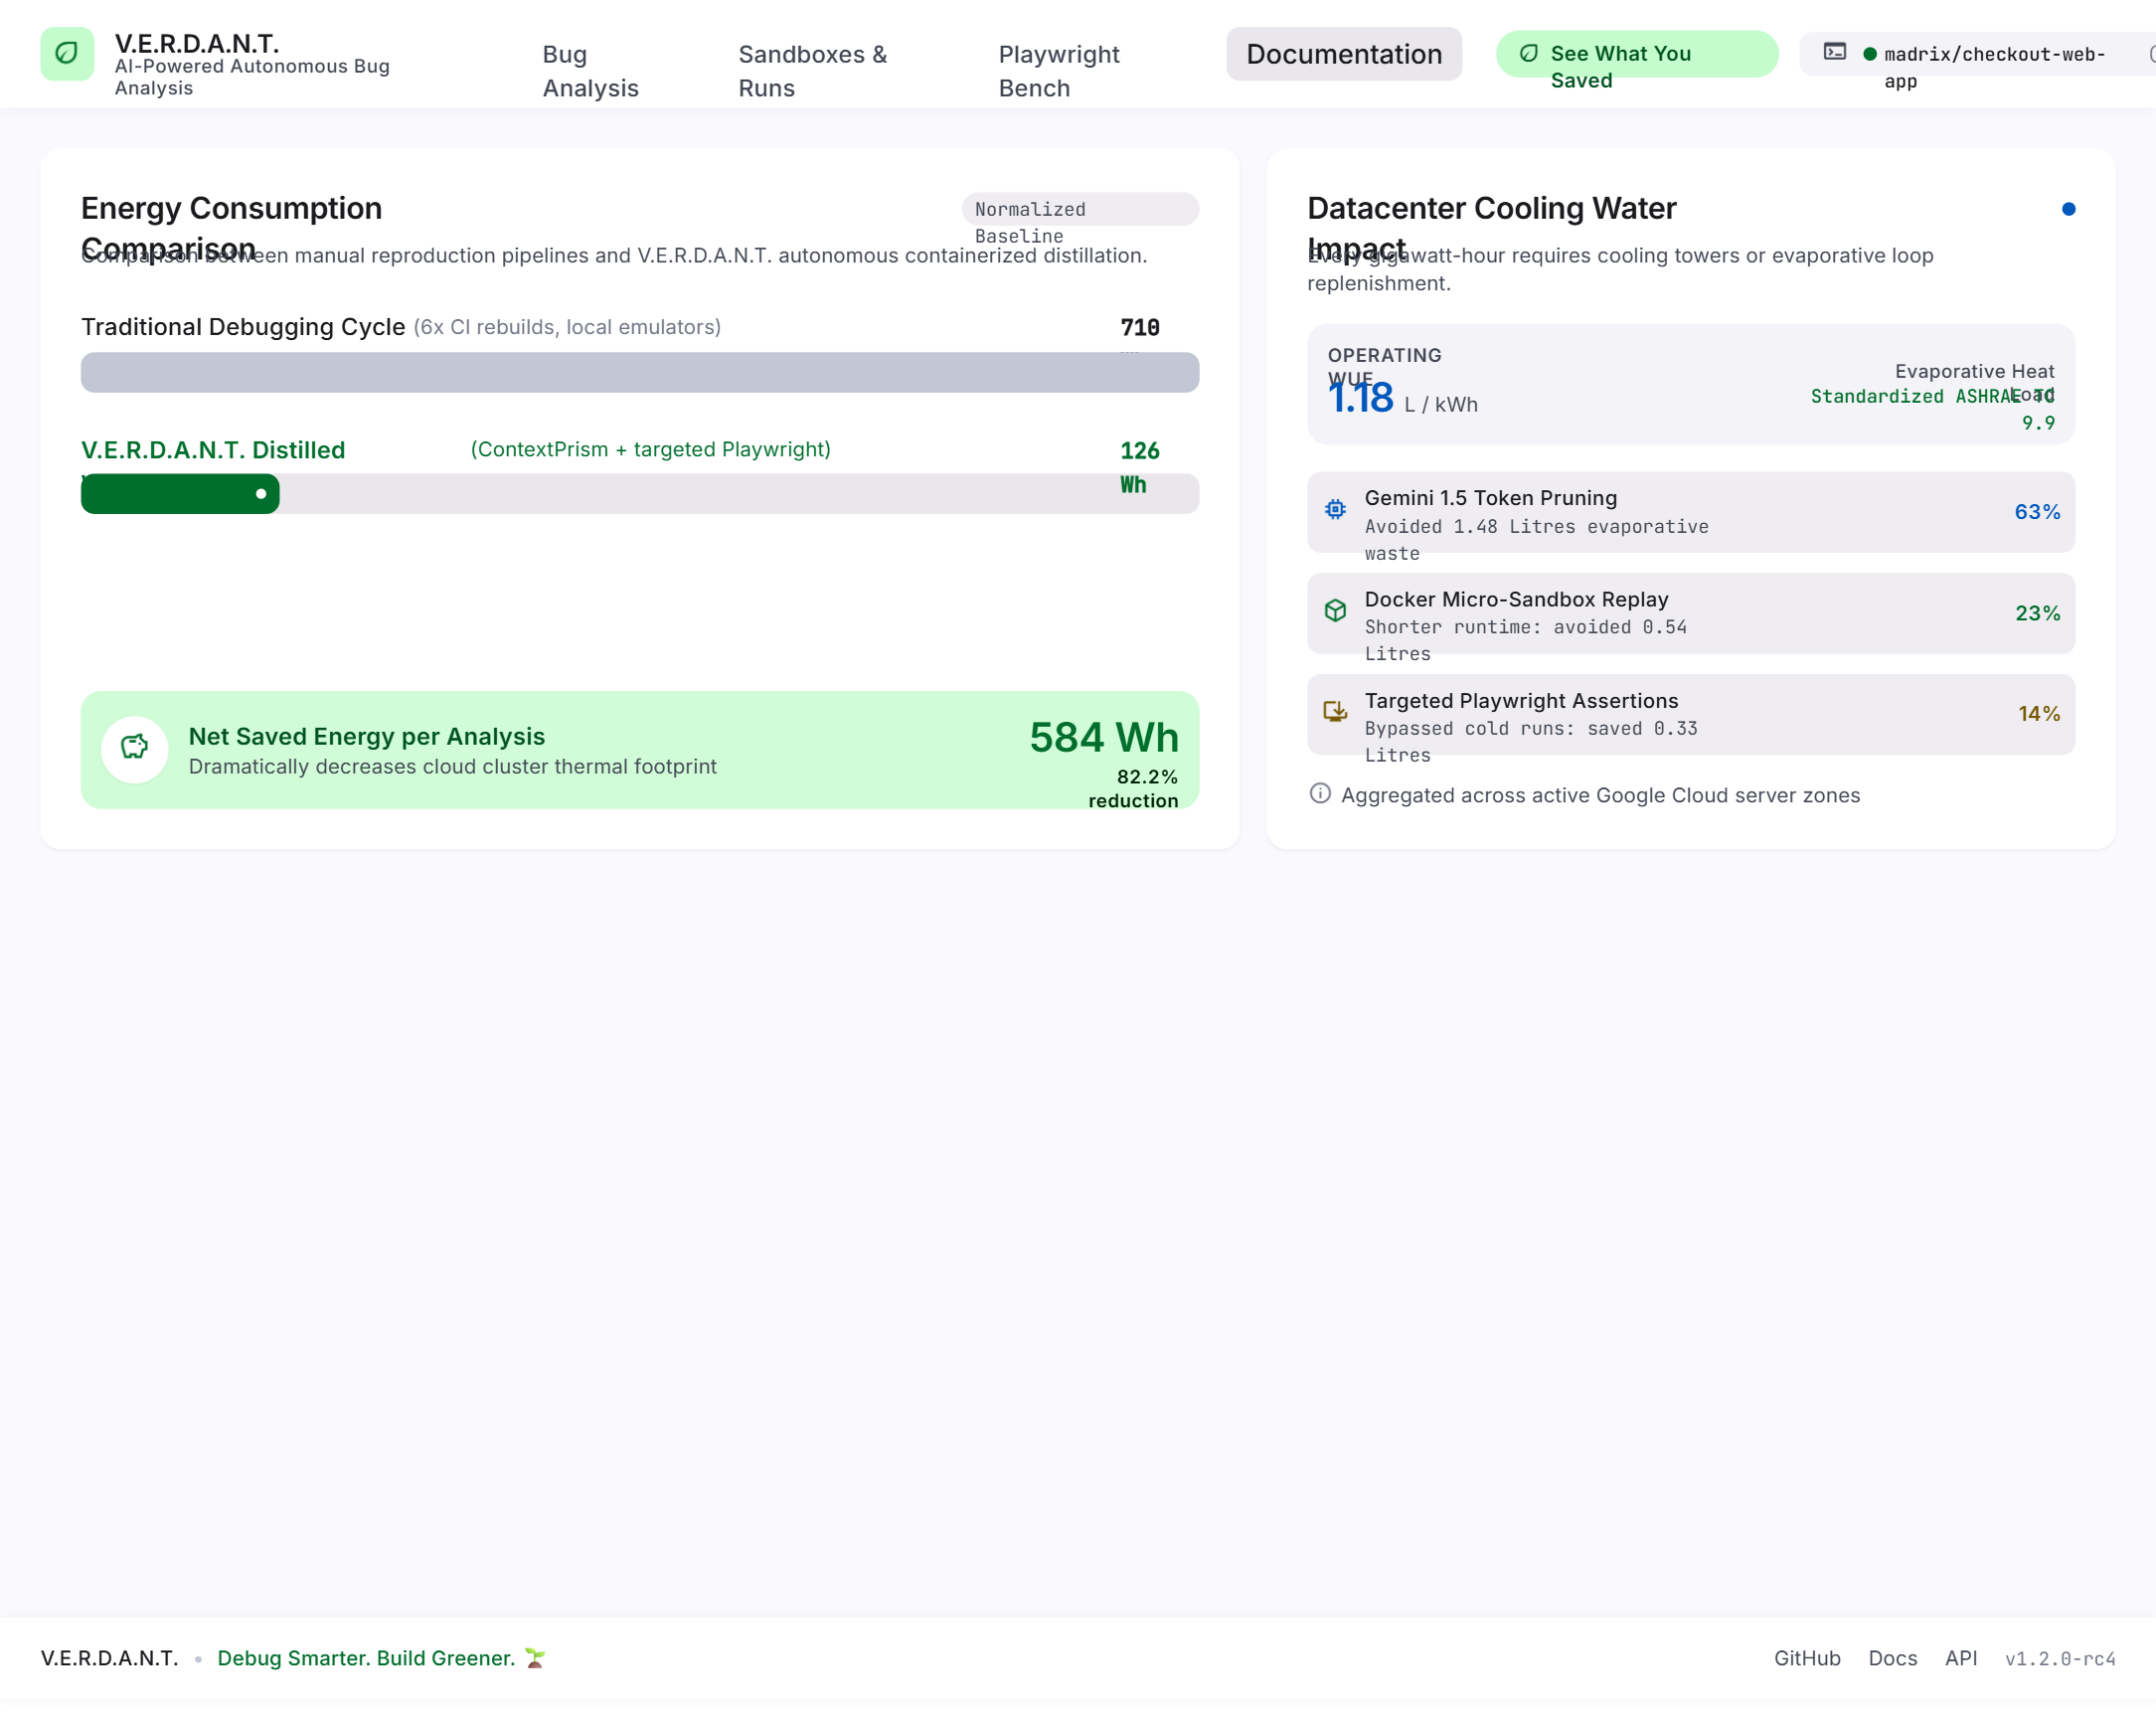 V.E.R.D.A.N.T.
AI-Powered Autonomous Bug
Analysis
Bug
Analysis
Sandboxes &
Runs
Playwright
Bench
Documentation
See What You
Saved
madrix/checkout-web-
app
Energy Consumption
Comparison
Normalized
Baseline
Comparison between manual reproduction pipelines and V.E.R.D.A.N.T. autonomous containerized distillation.
Traditional Debugging Cycle (6x CI rebuilds, local emulators)
710
V.E.R.D.A.N.T. Distilled
(ContextPrism + targeted Playwright)
126
Wh
Net Saved Energy per Analysis
Dramatically decreases cloud cluster thermal footprint
584 Wh
82.2%
reduction
Datacenter Cooling Water
Impact
Every gigawatt-hour requires cooling towers or evaporative loop
replenishment.
OPERATING
WUE
1.18 L / kWh
Evaporative Heat
Load
Standardized ASHRAE TC
9.9
Gemini 1.5 Token Pruning
Avoided 1.48 Litres evaporative
waste
63%
Docker Micro-Sandbox Replay
Shorter runtime: avoided 0.54
Litres
23%
Targeted Playwright Assertions
Bypassed cold runs: saved 0.33
Litres
14%
Aggregated across active Google Cloud server zones
V.E.R.D.A.N.T. • Debug Smarter. Build Greener. 🌱
GitHub Docs API v1.2.0-rc4